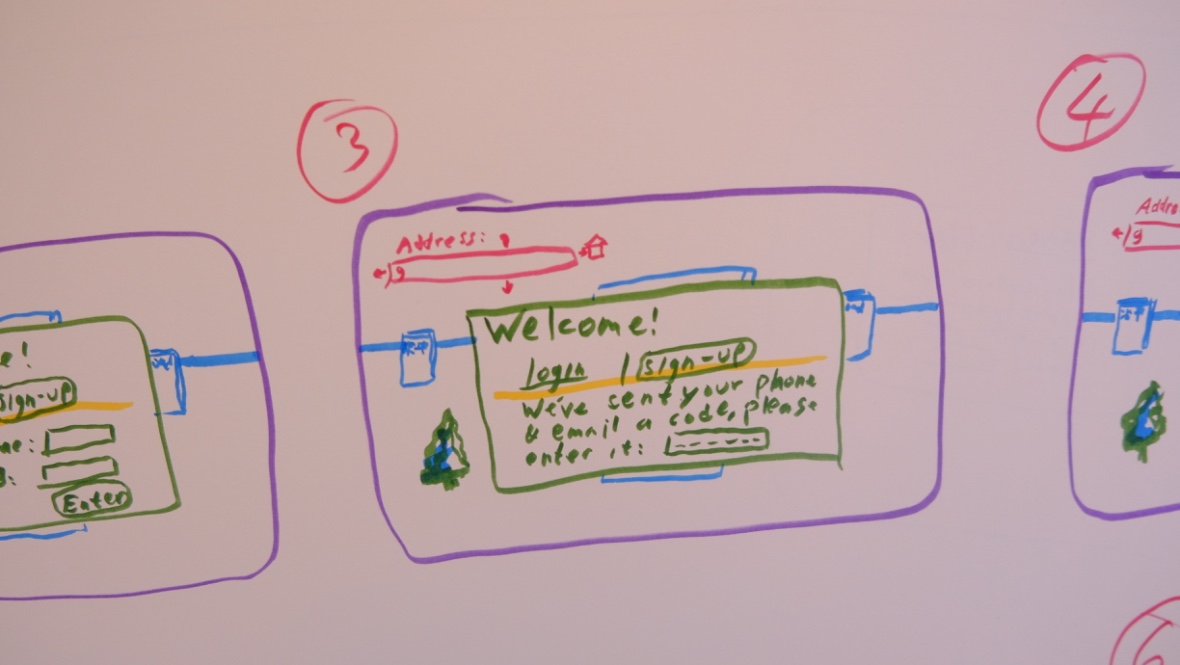 3
4
Address:
g
Welcome!
login / sign-up
We've sent your phone
& email a code, please
enter it: -------
e!
sign-up
me:
Enter
Addre
g
6